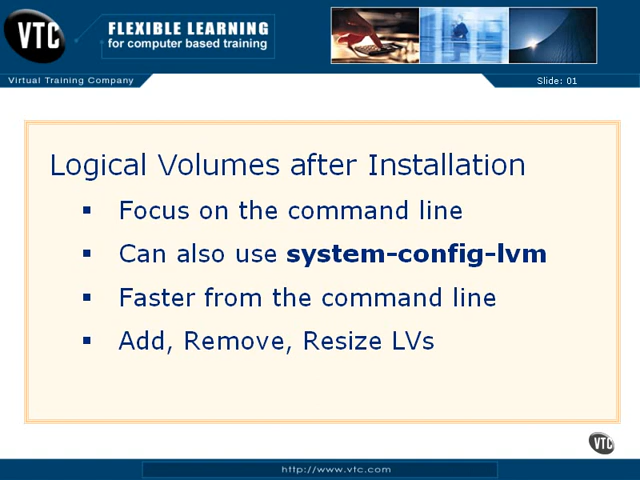 VTC
FLEXIBLE LEARNING
for computer based training
Virtual Training Company
Slide: 01
Logical Volumes after Installation
▪ Focus on the command line
▪ Can also use system-config-lvm
▪ Faster from the command line
▪ Add, Remove, Resize LVs
VTC
http://www.vtc.com